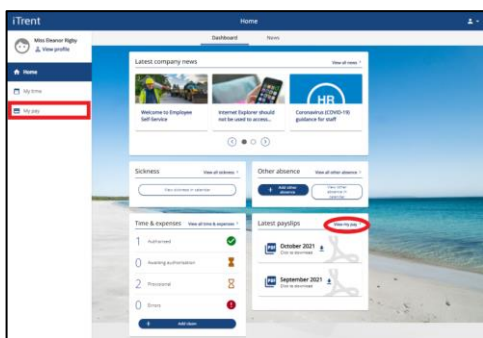 iTrent
Home
Miss Eleanor Rigby
View profile
Home
My time
My pay
Dashboard
News
Latest company news
View all news
Welcome to Employee
Self Service
Internet Explorer should
not be used to access...
HR
Coronavirus (COVID-19)
guidance for staff
Sickness
View all sickness
View sickness in calendar
Other absence
View all other absence
+ Add other
absence
View other
absence in
calendar
Time & expenses
View all time & expenses
1 Authorised
0 Awaiting authorisation
2 Provisional
0 Errors
+ Add claim
Latest payslips
View my pay
PDF
October 2021
Click to download
PDF
September 2021
Click to download